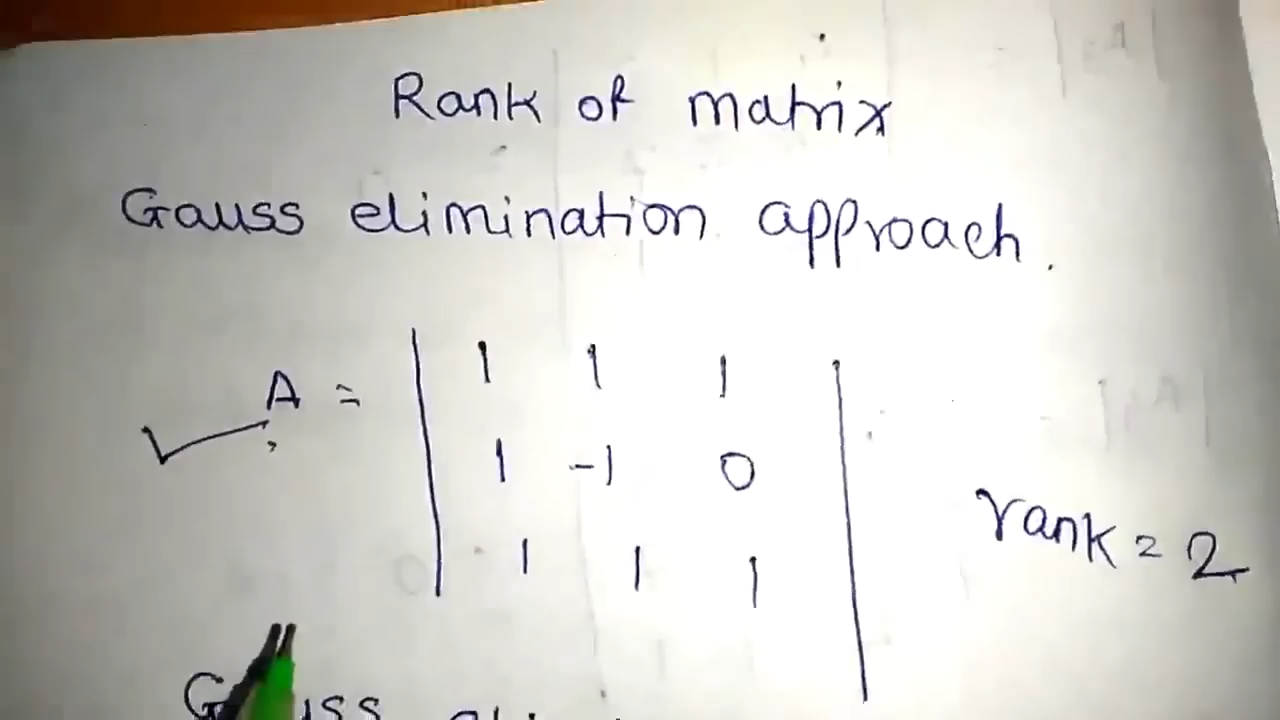 Rank of matrix
Gauss elimination approach.
A = | 1 1 1 |
| 1 -1 0 |
| 1 1 1 |
rank = 2